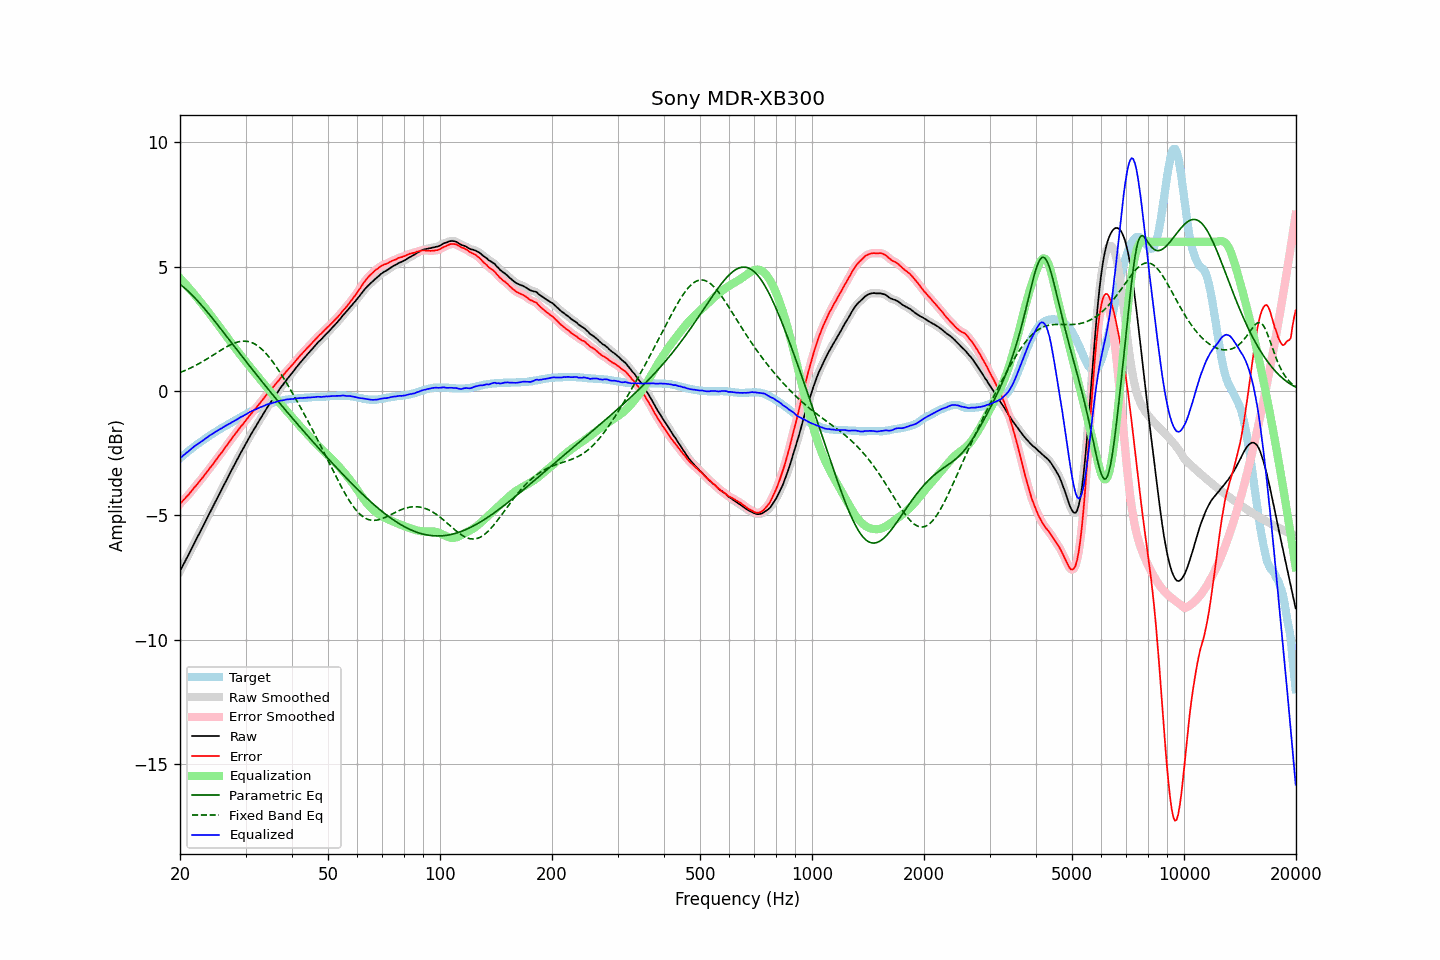 Sony MDR-XB300
Amplitude (dBr)
10
5
0
−5
−10
−15
Target
Raw Smoothed
Error Smoothed
Raw
Error
Equalization
Parametric Eq
Fixed Band Eq
Equalized
20 50 100 200 500 1000 2000 5000 10000 20000
Frequency (Hz)